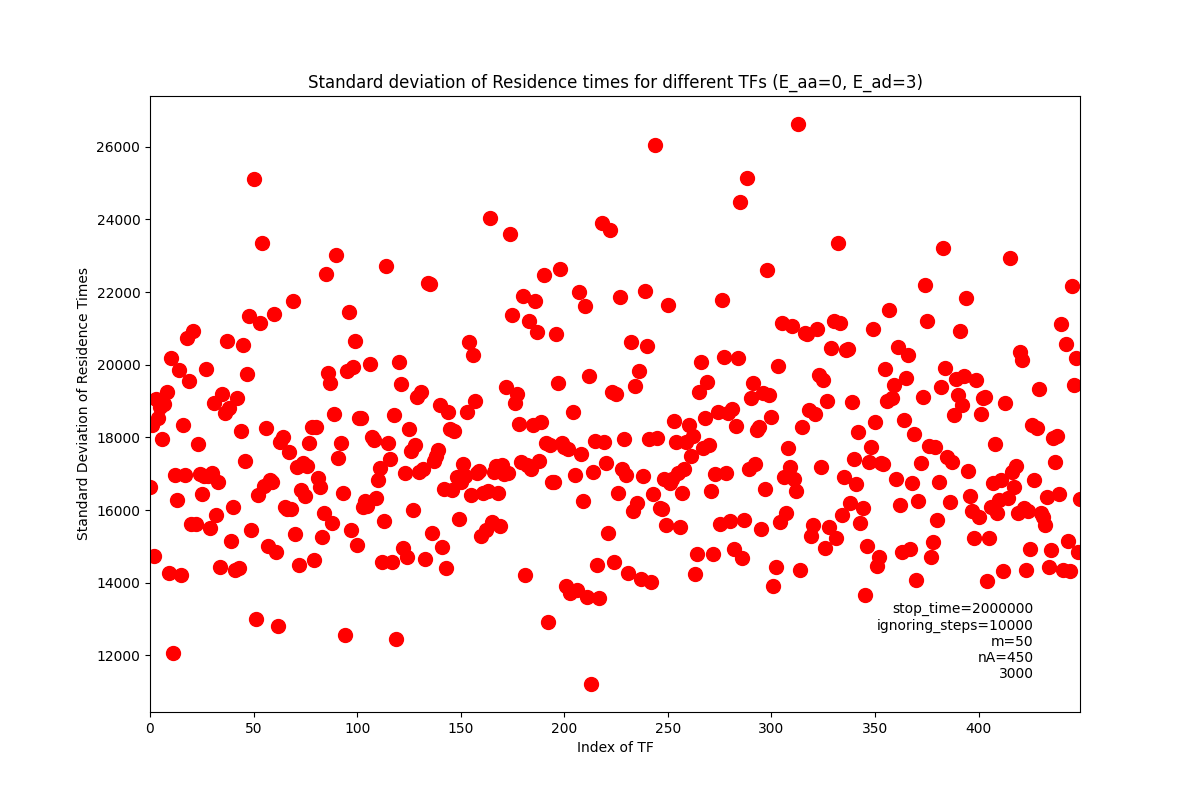 Standard deviation of Residence times for different TFs (E_aa=0, E_ad=3)
26000
24000
22000
20000
18000
16000
14000
12000
Standard Deviation of Residence Times
stop_time=2000000
ignoring_steps=10000
m=50
nA=450
3000
0 50 100 150 200 250 300 350 400
Index of TF